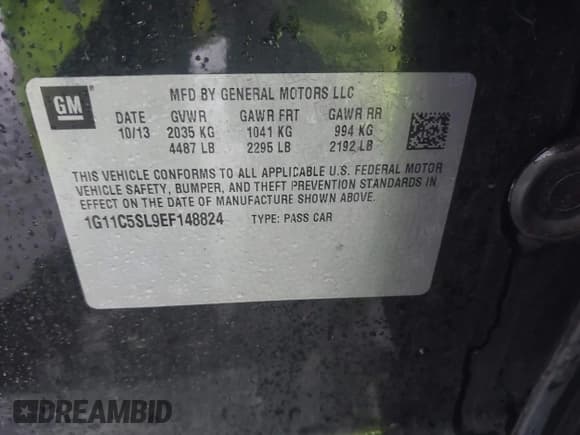 GM
MFD BY GENERAL MOTORS LLC
DATE GVWR GAWR FRT GAWR RR
10/13 2035 KG 1041 KG 994 KG
4487 LB 2295 LB 2192 LB
THIS VEHICLE CONFORMS TO ALL APPLICABLE U.S. FEDERAL MOTOR
VEHICLE SAFETY, BUMPER, AND THEFT PREVENTION STANDARDS IN
EFFECT ON THE DATE OF MANUFACTURE SHOWN ABOVE.
1G11C5SL9EF148824 TYPE: PASS CAR
DREAMBID